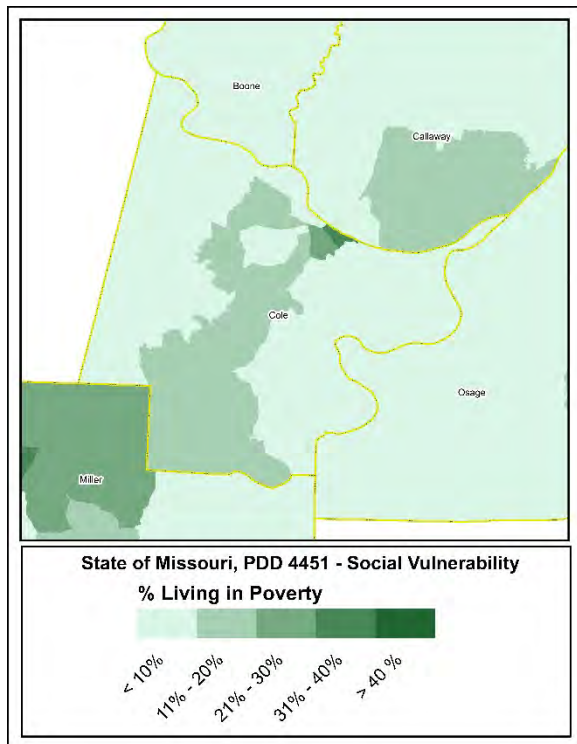 Boone
Callaway
Cole
Osage
Miller
State of Missouri, PDD 4451 - Social Vulnerability
% Living in Poverty
< 10%
11% - 20%
21% - 30%
31% - 40%
> 40 %